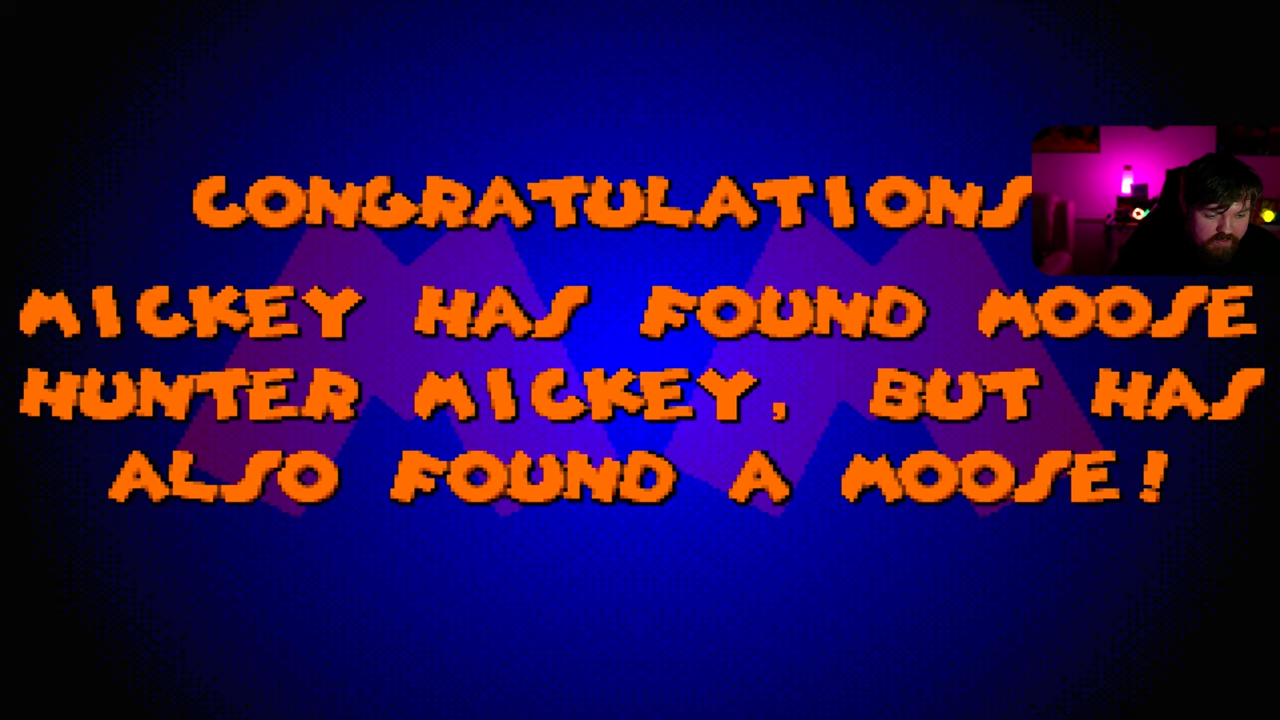 CONGRATULATIONS
MICKEY HAS FOUND MOOSE
HUNTER MICKEY, BUT HAS
ALSO FOUND A MOOSE!